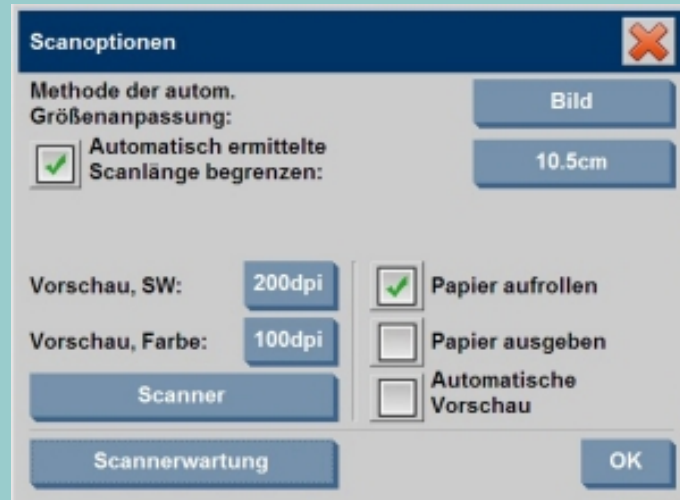 Scanoptionen
Methode der autom.
Größenanpassung:
Bild
Automatisch ermittelte
Scanlänge begrenzen:
10.5cm
Vorschau, SW:
200dpi
Papier aufrollen
Vorschau, Farbe:
100dpi
Papier ausgeben
Scanner
Automatische
Vorschau
Scannerwartung
OK